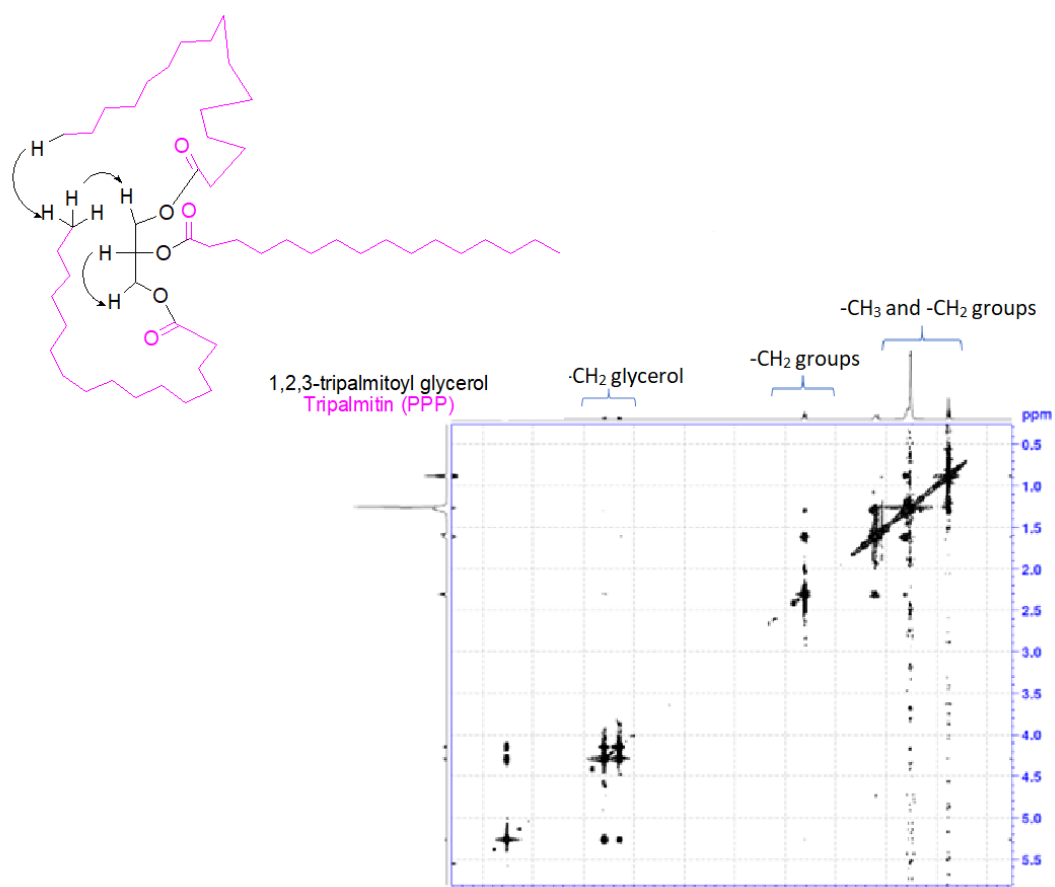 O
H
H
H
H
H
O
O
H
O
H
O
O
-CH₃ and -CH₂ groups
-CH₂ groups
-CH₂ glycerol
1,2,3-tripalmitoyl glycerol
Tripalmitin (PPP)
ppm
0.5
1.0
1.5
2.0
2.5
3.0
3.5
4.0
4.5
5.0
5.5